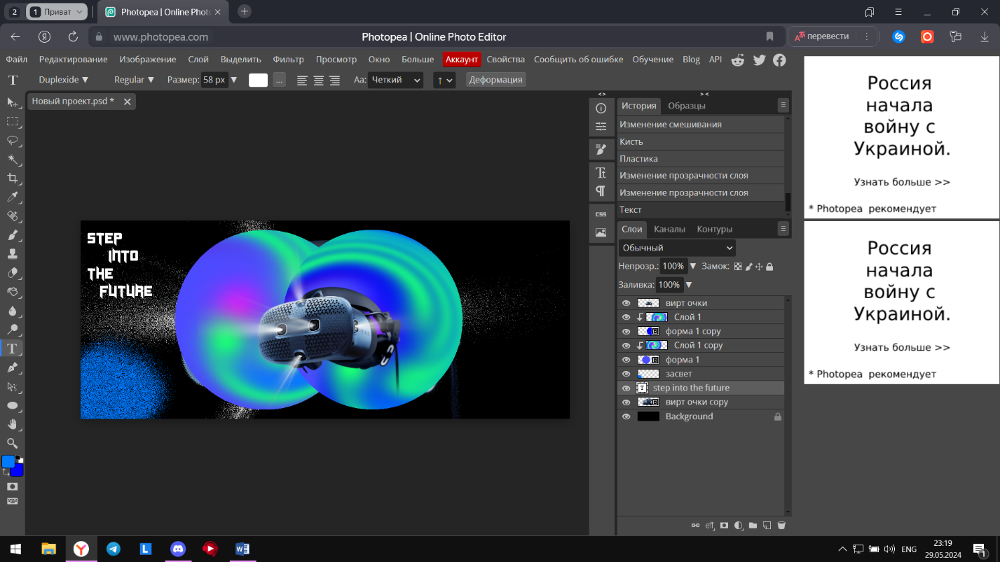 2
1 Приват
Photopea | Online Phot
www.photopea.com
Photopea | Online Photo Editor
перевести
Файл Редактирование Изображение Слой Выделить Фильтр Просмотр Окно Больше Аккаунт Свойства Сообщить об ошибке Обучение Blog API
Duplexide Regular Размер: 58 px ... Aa: Четкий Деформация
Новый проект.psd *
STEP
INTO
THE
FUTURE
История Образцы
Изменение смешивания
Кисть
Пластика
Изменение прозрачности слоя
Изменение прозрачности слоя
Текст
CSS
Слои Каналы Контуры
Обычный
Непрозр.: 100% Замок:
Заливка: 100%
вирт очки
Слой 1
форма 1 copy
Слой 1 copy
форма 1
засвет
step into the future
вирт очки copy
Background
eff
Россия
начала
войну с
Украиной.
Узнать больше >>
* Photopea рекомендует
Россия
начала
войну с
Украиной.
Узнать больше >>
* Photopea рекомендует
ENG
23:19
29.05.2024
1